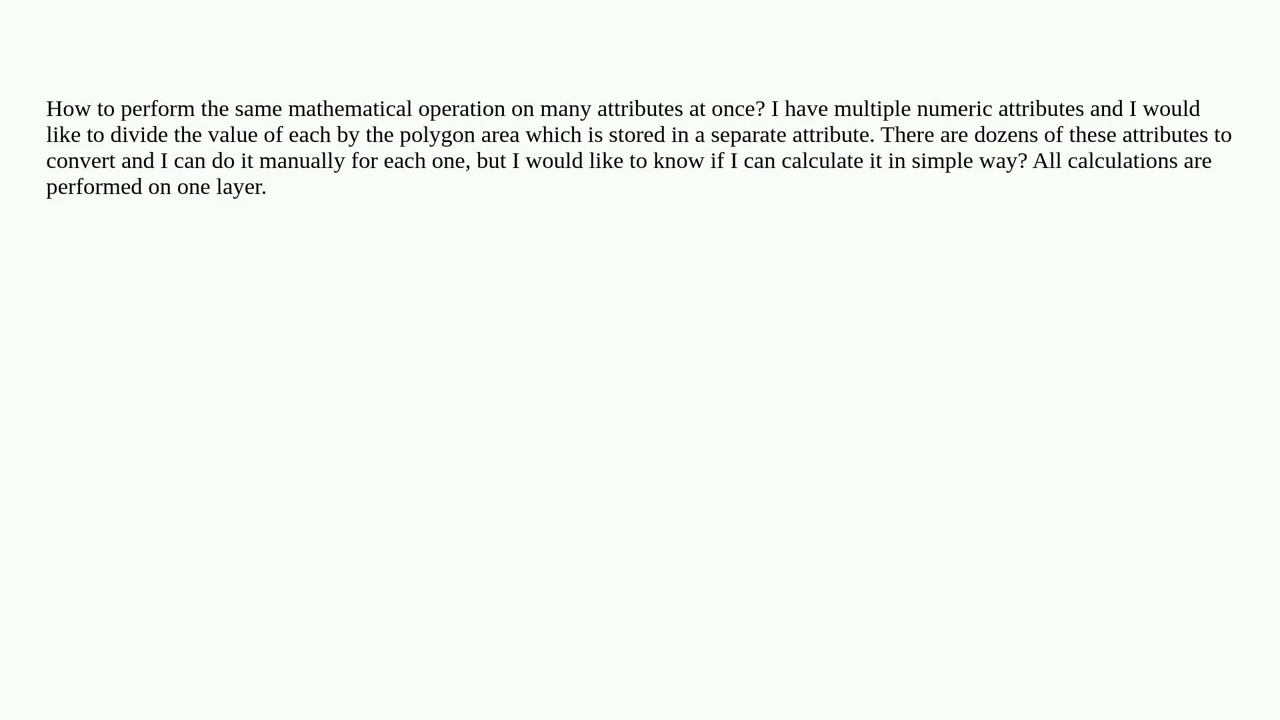 How to perform the same mathematical operation on many attributes at once? I have multiple numeric attributes and I would
like to divide the value of each by the polygon area which is stored in a separate attribute. There are dozens of these attributes to
convert and I can do it manually for each one, but I would like to know if I can calculate it in simple way? All calculations are
performed on one layer.